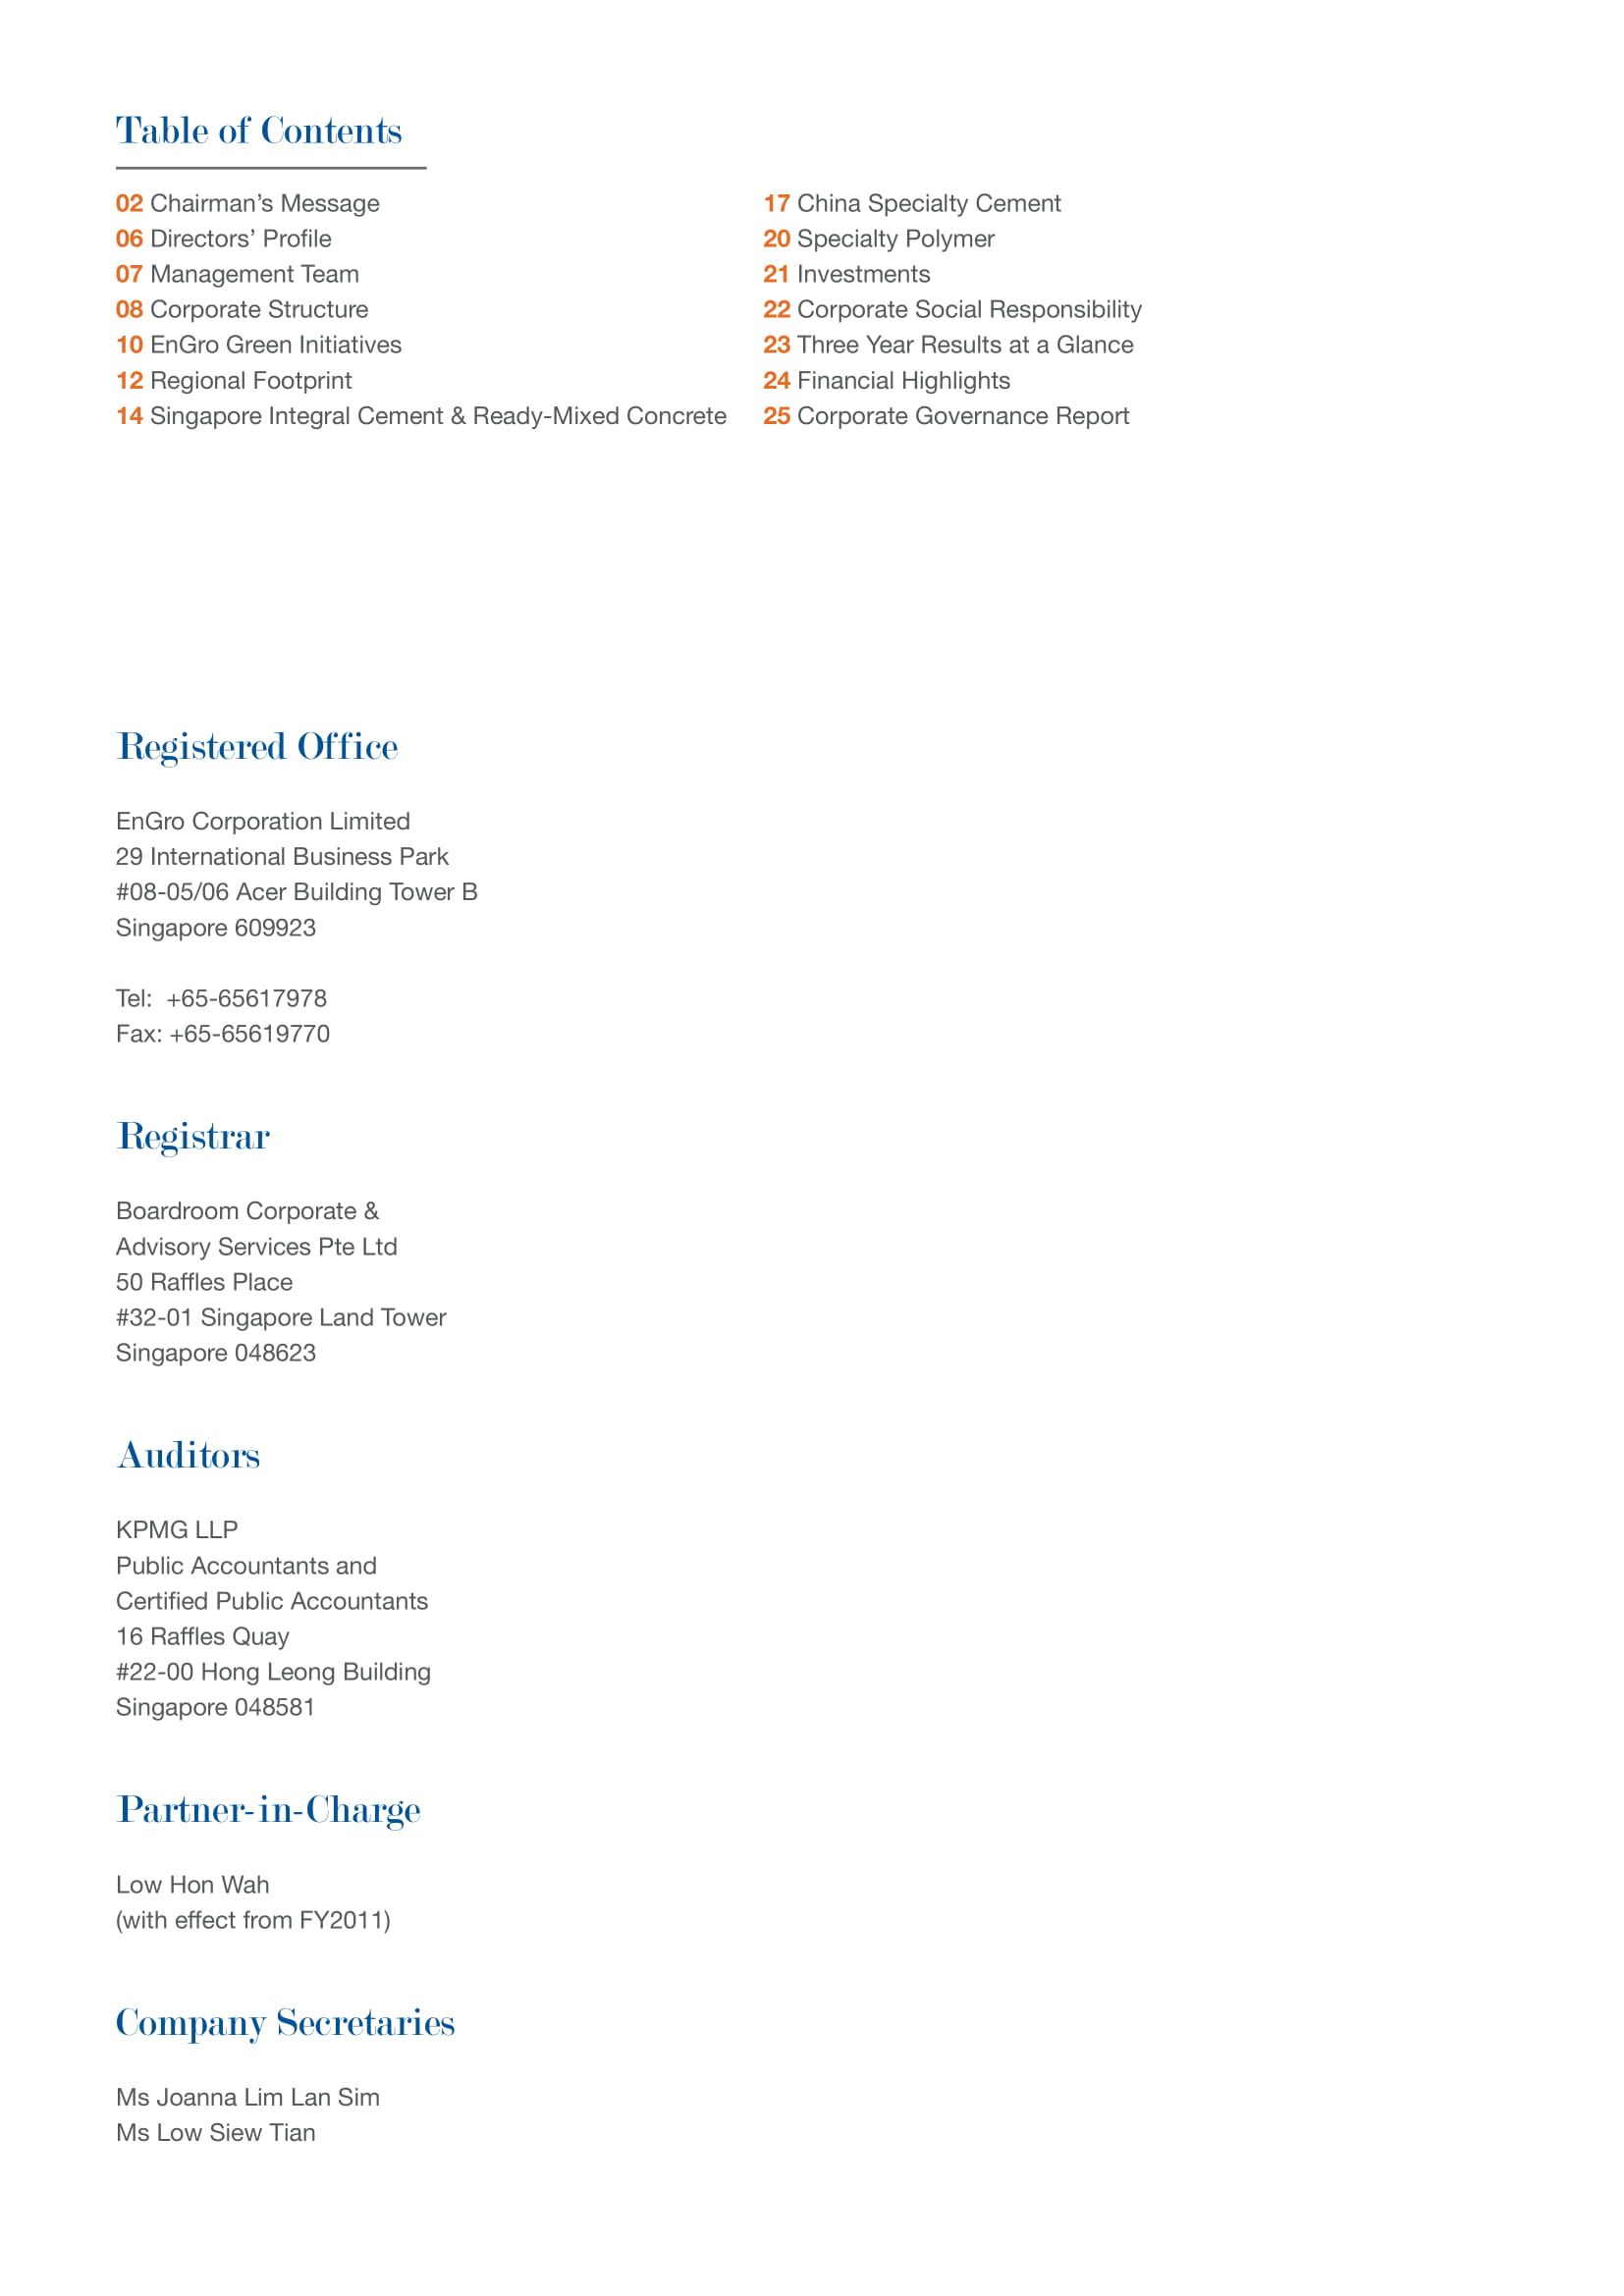 Table of Contents
02 Chairman’s Message
06 Directors’ Profile
07 Management Team
08 Corporate Structure
10 EnGro Green Initiatives
12 Regional Footprint
14 Singapore Integral Cement & Ready-Mixed Concrete
17 China Specialty Cement
20 Specialty Polymer
21 Investments
22 Corporate Social Responsibility
23 Three Year Results at a Glance
24 Financial Highlights
25 Corporate Governance Report
Registered Office
EnGro Corporation Limited
29 International Business Park
#08-05/06 Acer Building Tower B
Singapore 609923
Tel: +65-65617978
Fax: +65-65619770
Registrar
Boardroom Corporate &
Advisory Services Pte Ltd
50 Raffles Place
#32-01 Singapore Land Tower
Singapore 048623
Auditors
KPMG LLP
Public Accountants and
Certified Public Accountants
16 Raffles Quay
#22-00 Hong Leong Building
Singapore 048581
Partner-in-Charge
Low Hon Wah
(with effect from FY2011)
Company Secretaries
Ms Joanna Lim Lan Sim
Ms Low Siew Tian